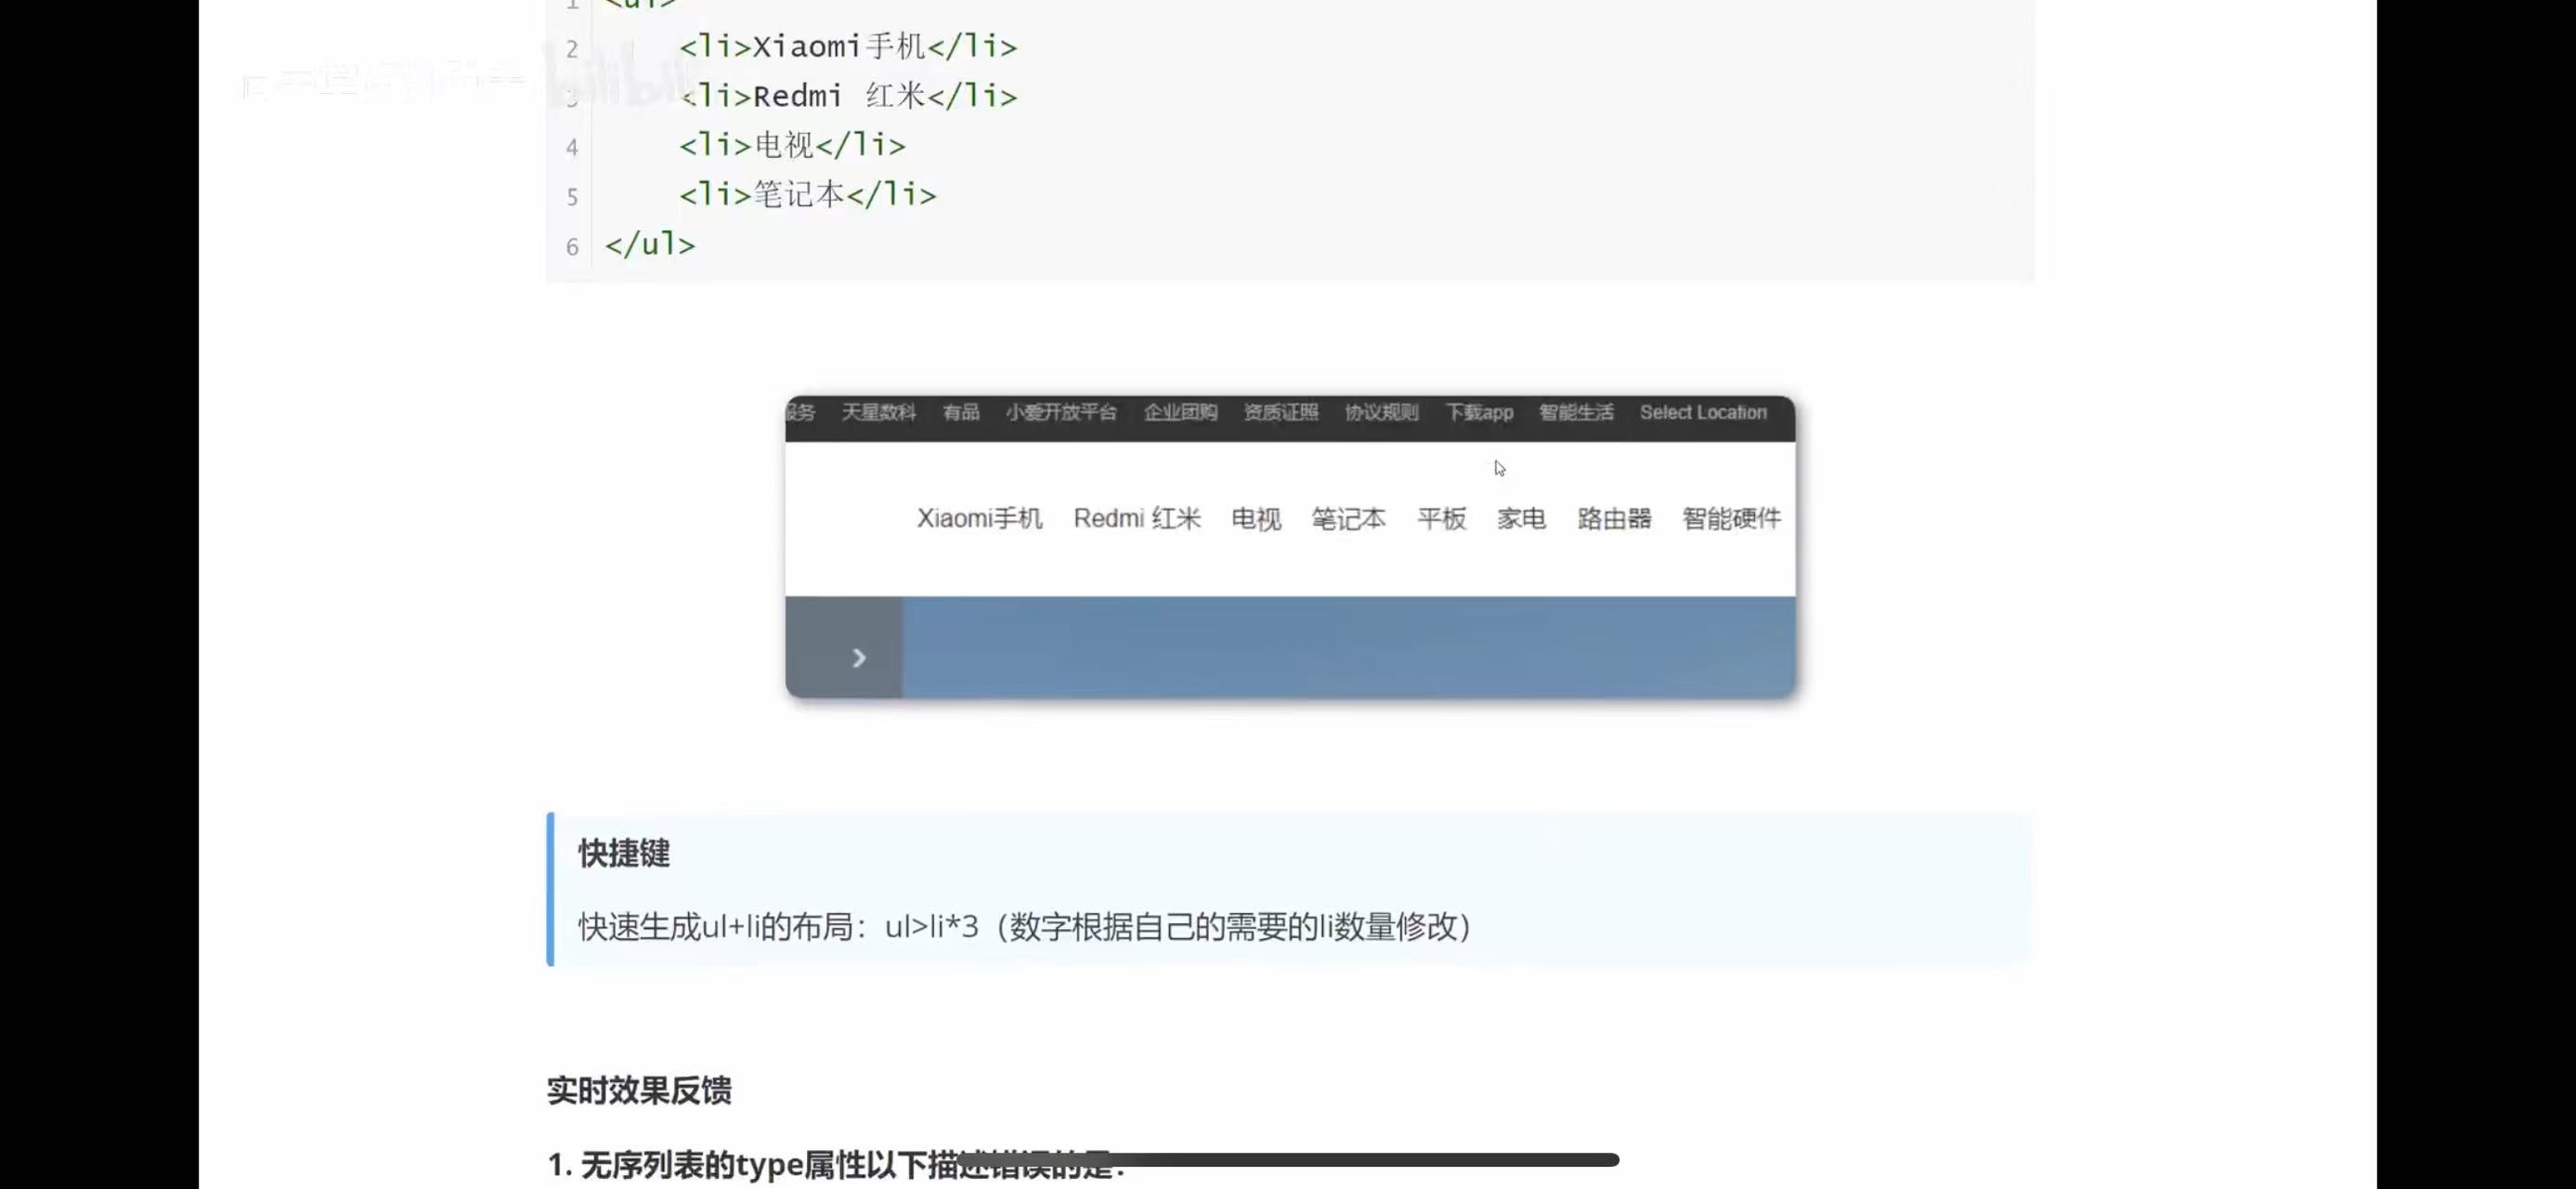 1 <ul>
2 <li>Xiaomi手机</li>
3 <li>Redmi 红米</li>
4 <li>电视</li>
5 <li>笔记本</li>
6 </ul>
服务 天星数科 有品 小爱开放平台 企业团购 资质证照 协议规则 下载app 智能生活 Select Location
Xiaomi手机 Redmi 红米 电视 笔记本 平板 家电 路由器 智能硬件
快捷键
快速生成ul+li的布局：ul>li*3（数字根据自己的需要的li数量修改）
实时效果反馈
1. 无序列表的type属性以下描述错误的是：